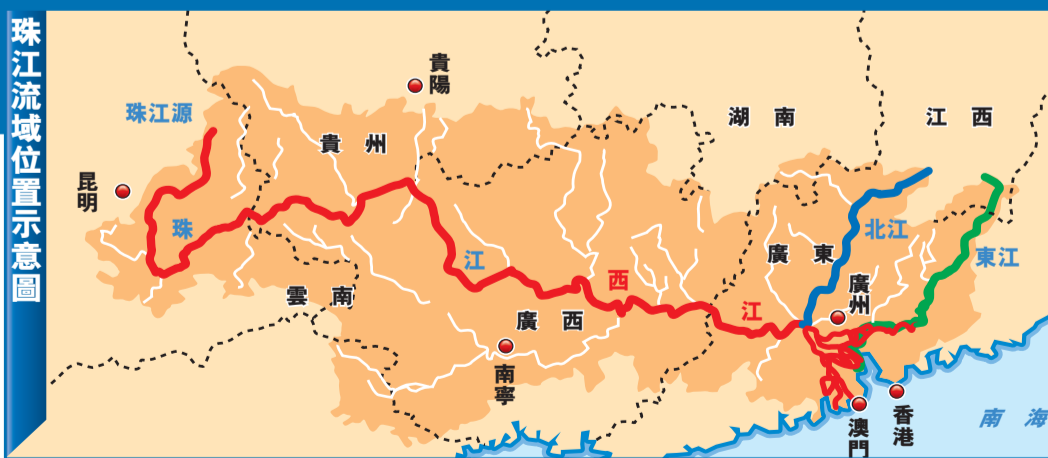 珠江流域位置示意圖
貴陽
湖南
江西
珠江源
貴州
昆明
珠
江
北江
東江
廣東
廣州
西
江
雲南
廣西
南寧
香港
澳門
南海